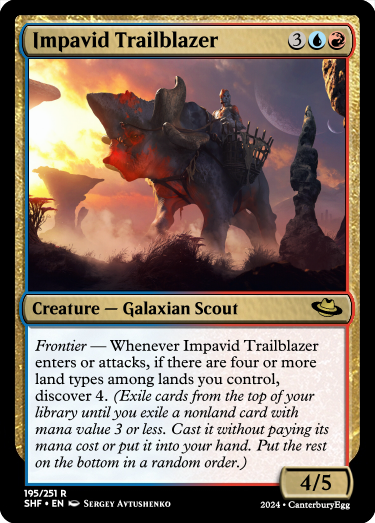 Impavid Trailblazer 3
Creature — Galaxian Scout
Frontier — Whenever Impavid Trailblazer
enters or attacks, if there are four or more
land types among lands you control,
discover 4. (Exile cards from the top of your
library until you exile a nonland card with
mana value 3 or less. Cast it without paying its
mana cost or put it into your hand. Put the rest
on the bottom in a random order.)
4/5
195/251 R
SHF • EN Sergey Avtushenko
2024 • CanterburyEgg